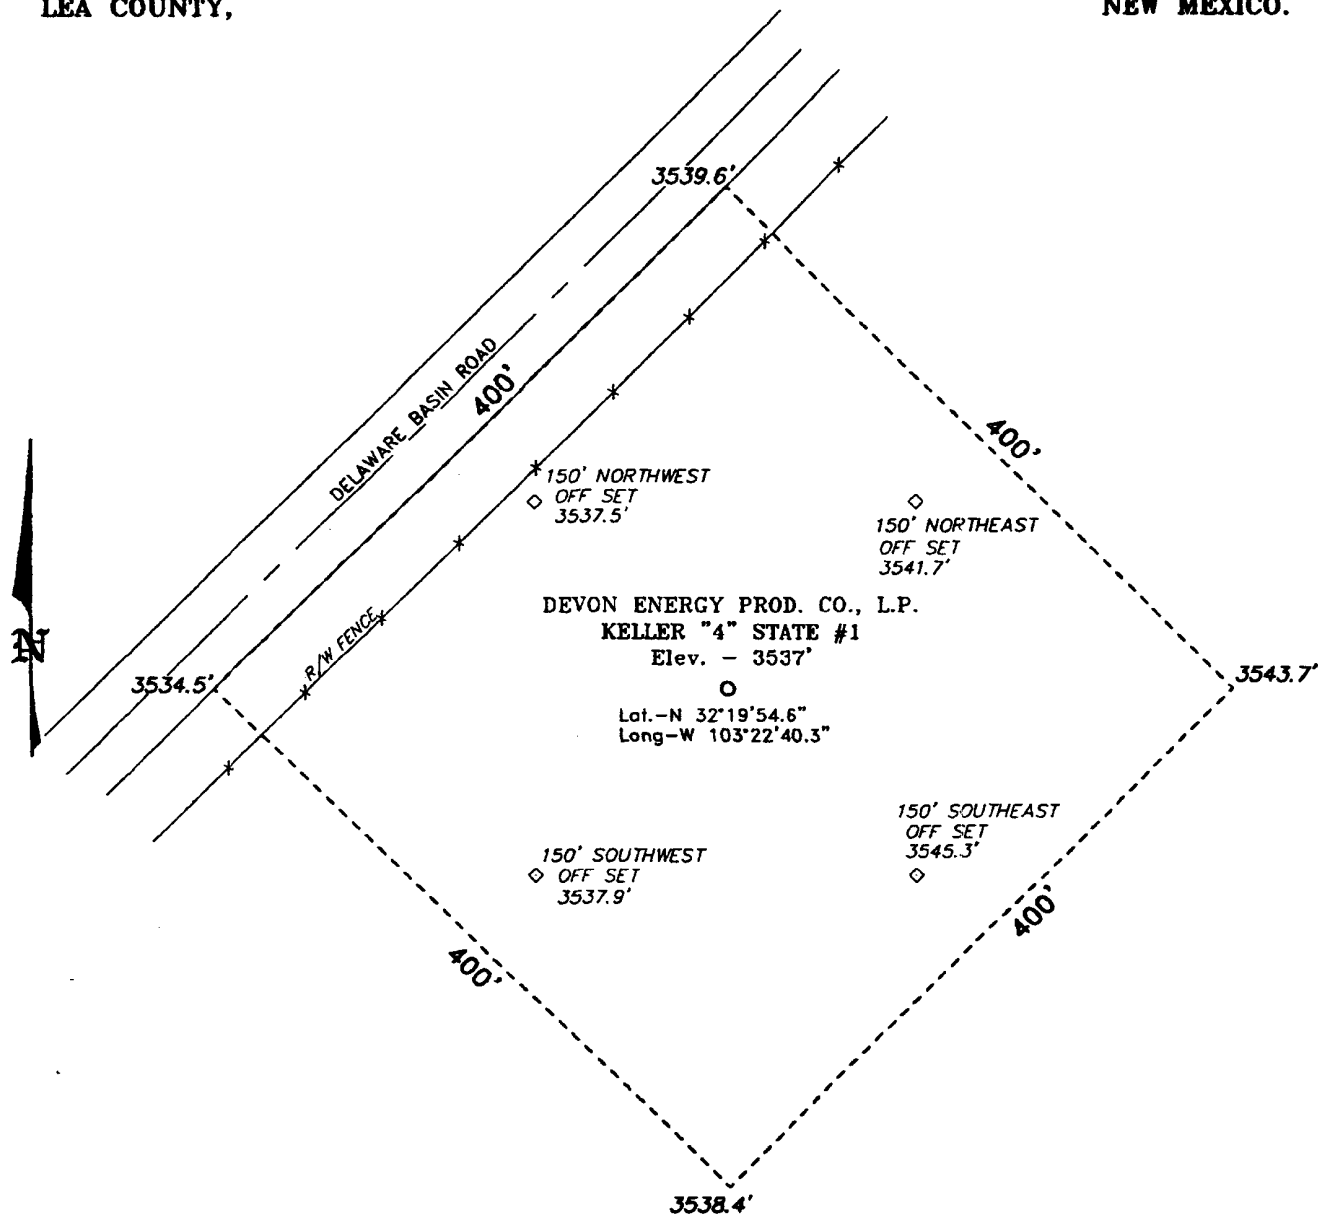 LEA COUNTY, NEW MEXICO.
3539.6'
DELAWARE BASIN ROAD
400'
400'
150' NORTHWEST
OFF SET
3537.5'
150' NORTHEAST
OFF SET
3541.7'
DEVON ENERGY PROD. CO., L.P.
KELLER "4" STATE #1
Elev. - 3537'
R/W FENCE
N
3534.5'
3543.7'
Lat.-N 32°19'54.6"
Long-W 103°22'40.3"
150' SOUTHEAST
OFF SET
3545.3'
150' SOUTHWEST
OFF SET
3537.9'
400'
400'
3538.4'